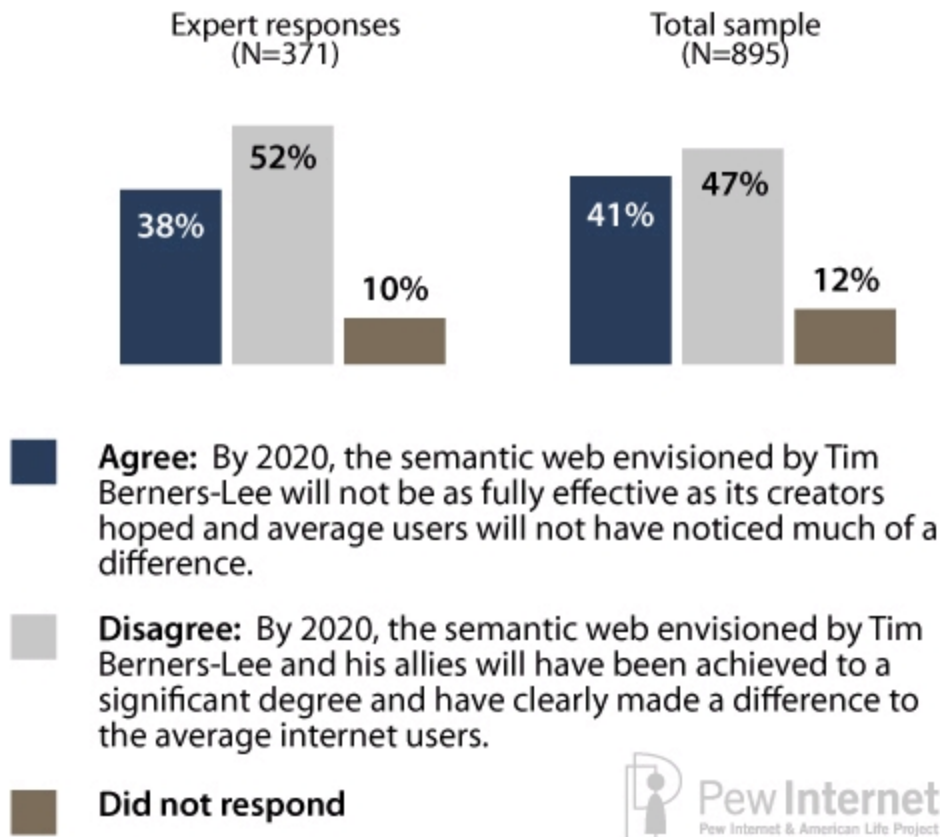 Expert responses
(N=371)
Total sample
(N=895)
38%
52%
10%
41%
47%
12%
Agree: By 2020, the semantic web envisioned by Tim
Berners-Lee will not be as fully effective as its creators
hoped and average users will not have noticed much of a
difference.
Disagree: By 2020, the semantic web envisioned by Tim
Berners-Lee and his allies will have been achieved to a
significant degree and have clearly made a difference to
the average internet users.
Did not respond
Pew Internet
Pew Internet & American Life Project